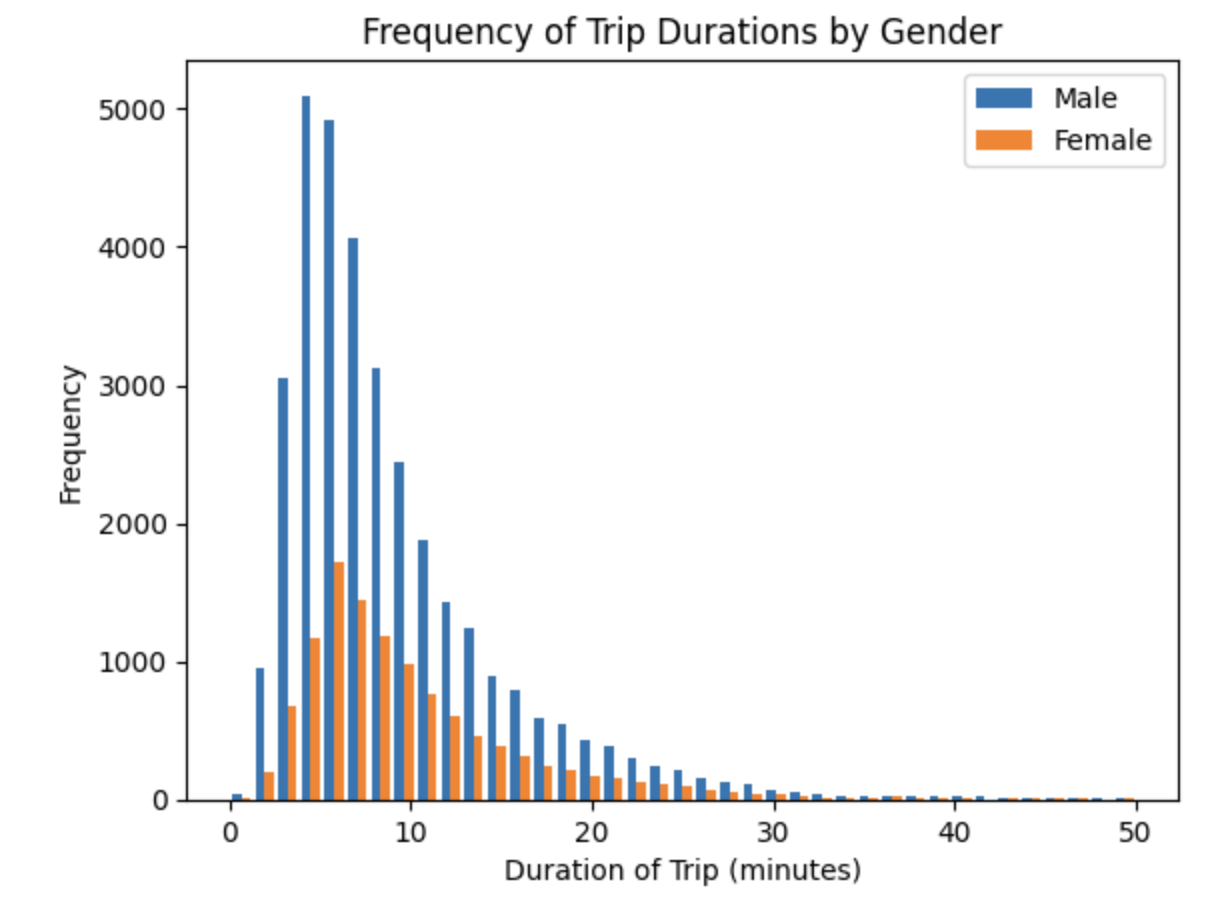 Frequency of Trip Durations by Gender
Male
Female
5000
4000
3000
2000
1000
0
Frequency
0 10 20 30 40 50
Duration of Trip (minutes)